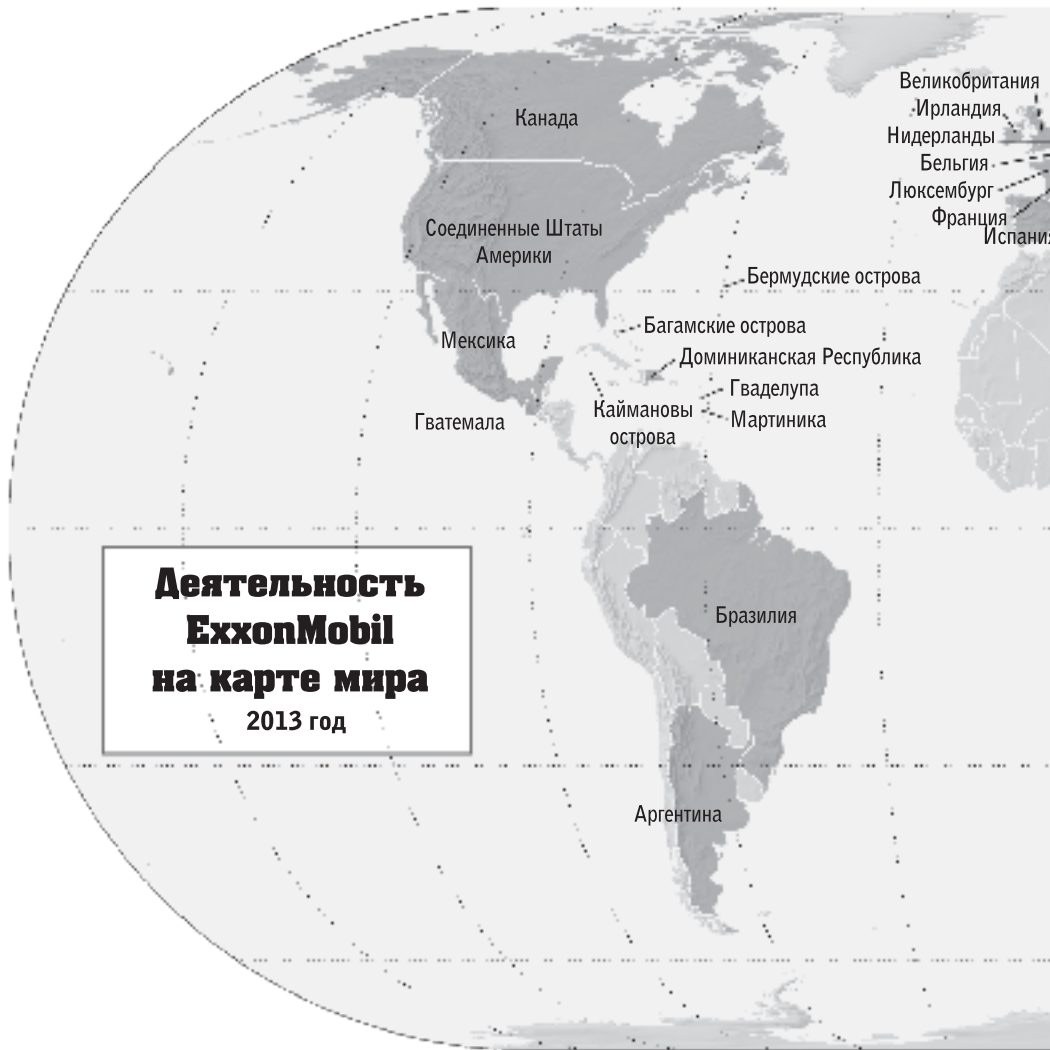 Великобритания
Ирландия
Канада
Нидерланды
Бельгия
Люксембург
Франция
Соединенные Штаты
Америки
Испания
Бермудские острова
Багамские острова
Мексика
Доминиканская Республика
Гваделупа
Каймановы
острова
Гватемала
Мартиника
Деятельность
ExxonMobil
на карте мира
2013 год
Бразилия
Аргентина